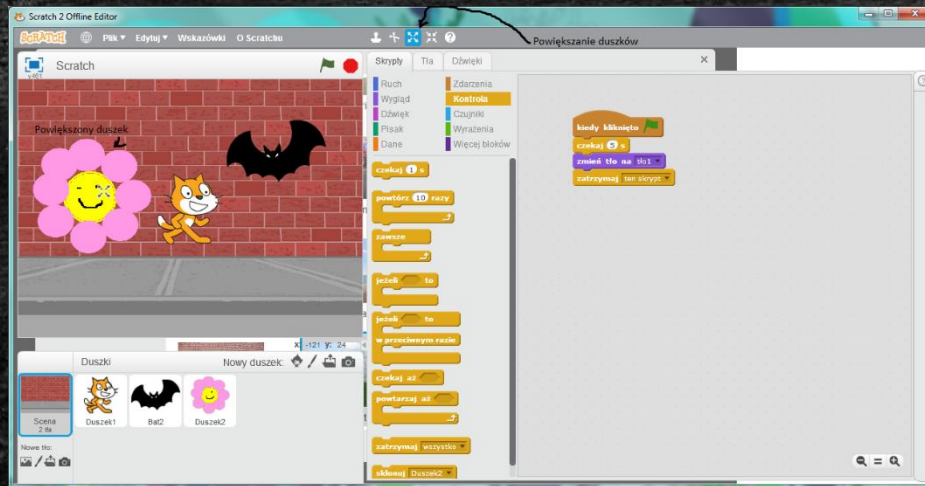 Scratch 2 Offline Editor
SCRATCH Plik Edytuj Wskazówki O Scratchu
Powiękzanie duszków
Scratch
v461
Skrypty Tła Dźwięki
Ruch Zdarzenia
Wygląd Kontrola
Dźwięk Czujniki
Pisak Wyrażenia
Dane Więcej bloków
Powiększony duszek
kiedy kliknięto
czekaj 5 s
zmień tło na tło1
zatrzymaj ten skrypt
czekaj 1 s
powtórz 10 razy
zawsze
jeżeli to
jeżeli to
w przeciwnym razie
czekaj aż
powtarzaj aż
zatrzymaj wszystko
sklonuj Duszek2
x: -121 y: 24
Duszki Nowy duszek:
Scena
2 tła
Duszek1 Bat2 Duszek2
Nowe tło: